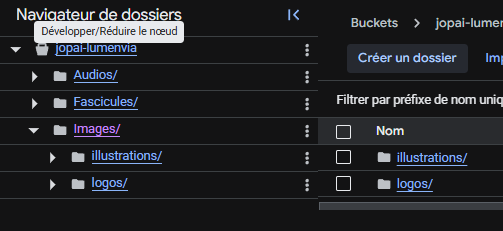 Navigateur de dossiers
Buckets
jopai-lumen
Développer/Réduire le nœud
jopai-lumenvia
Créer un dossier
Audios/
Filtrer par préfixe de nom uniq
Fascicules/
Images/
Nom
illustrations/
illustrations/
logos/
logos/